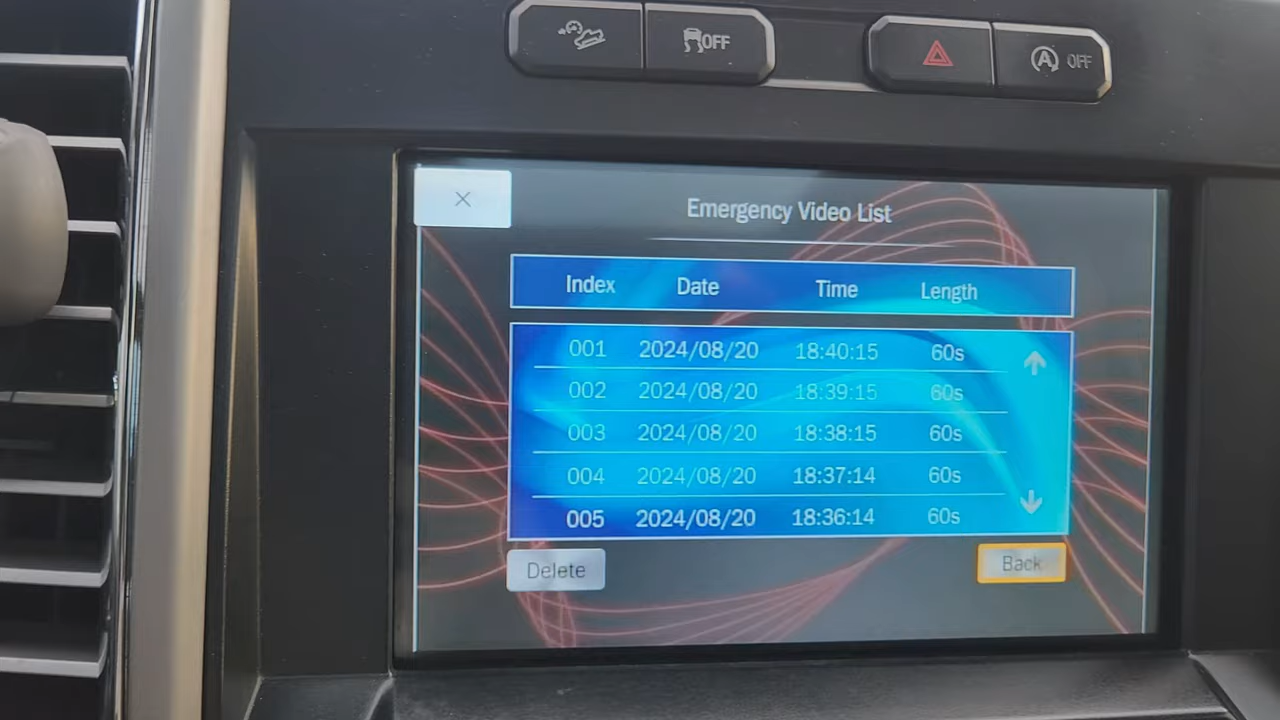 OFF
A OFF
Emergency Video List
Index Date Time Length
001 2024/08/20 18:40:15 60s
002 2024/08/20 18:39:15 60s
003 2024/08/20 18:38:15 60s
004 2024/08/20 18:37:14 60s
005 2024/08/20 18:36:14 60s
Delete
Back